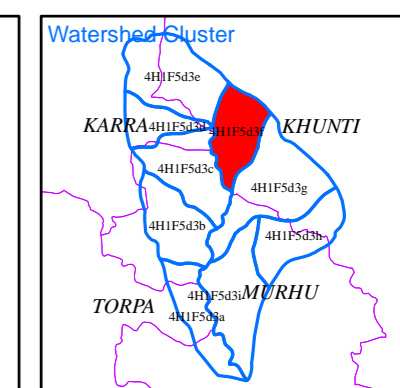 Watershed Cluster
4H1F5d3e
KARRA
4H1F5d3d
4H1F5d3f
KHUNTI
4H1F5d3c
4H1F5d3g
4H1F5d3b
4H1F5d3h
4H1F5d3i
MURHU
TORPA
4H1F5d3a